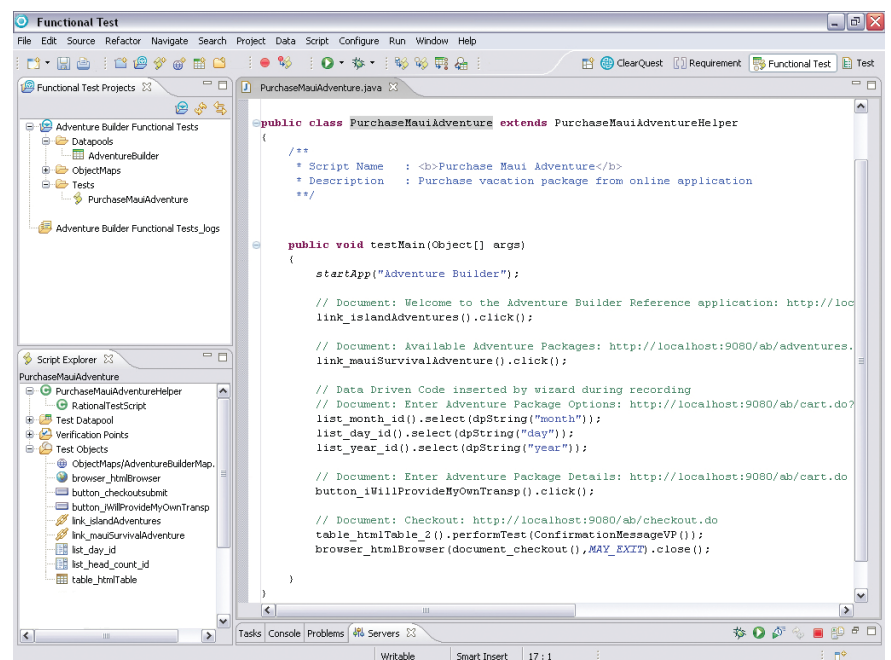 Functional Test
File Edit Source Refactor Navigate Search Project Data Script Configure Run Window Help
ClearQuest Requirement Functional Test Test
Functional Test Projects
Adventure Builder Functional Tests
Datapools
AdventureBuilder
ObjectMaps
Tests
PurchaseMauiAdventure
Adventure Builder Functional Tests_logs
Script Explorer
PurchaseMauiAdventure
PurchaseMauiAdventureHelper
RationalTestScript
Test Datapool
Verification Points
Test Objects
ObjectMaps/AdventureBuilderMap.
browser_htmlBrowser
button_checkoutsubmit
button_iWillProvideMyOwnTransp
link_islandAdventures
link_mauiSurvivalAdventure
list_day_id
list_head_count_id
table_htmlTable
PurchaseMauiAdventure.java
public class PurchaseMauiAdventure extends PurchaseMauiAdventureHelper
{
/**
* Script Name : <b>Purchase Maui Adventure</b>
* Description : Purchase vacation package from online application
**/
public void testMain(Object[] args)
{
startApp("Adventure Builder");
// Document: Welcome to the Adventure Builder Reference application: http://loc
link_islandAdventures().click();
// Document: Available Adventure Packages: http://localhost:9080/ab/adventures.
link_mauiSurvivalAdventure().click();
// Data Driven Code inserted by wizard during recording
// Document: Enter Adventure Package Options: http://localhost:9080/ab/cart.do?
list_month_id().select(dpString("month"));
list_day_id().select(dpString("day"));
list_year_id().select(dpString("year"));
// Document: Enter Adventure Package Details: http://localhost:9080/ab/cart.do
button_iWillProvideMyOwnTransp().click();
// Document: Checkout: http://localhost:9080/ab/checkout.do
table_htmlTable_2().performTest(ConfirmationMessageVP());
browser_htmlBrowser(document_checkout(),MAY_EXIT).close();
}
}
Tasks Console Problems Servers
Writable Smart Insert 17 : 1